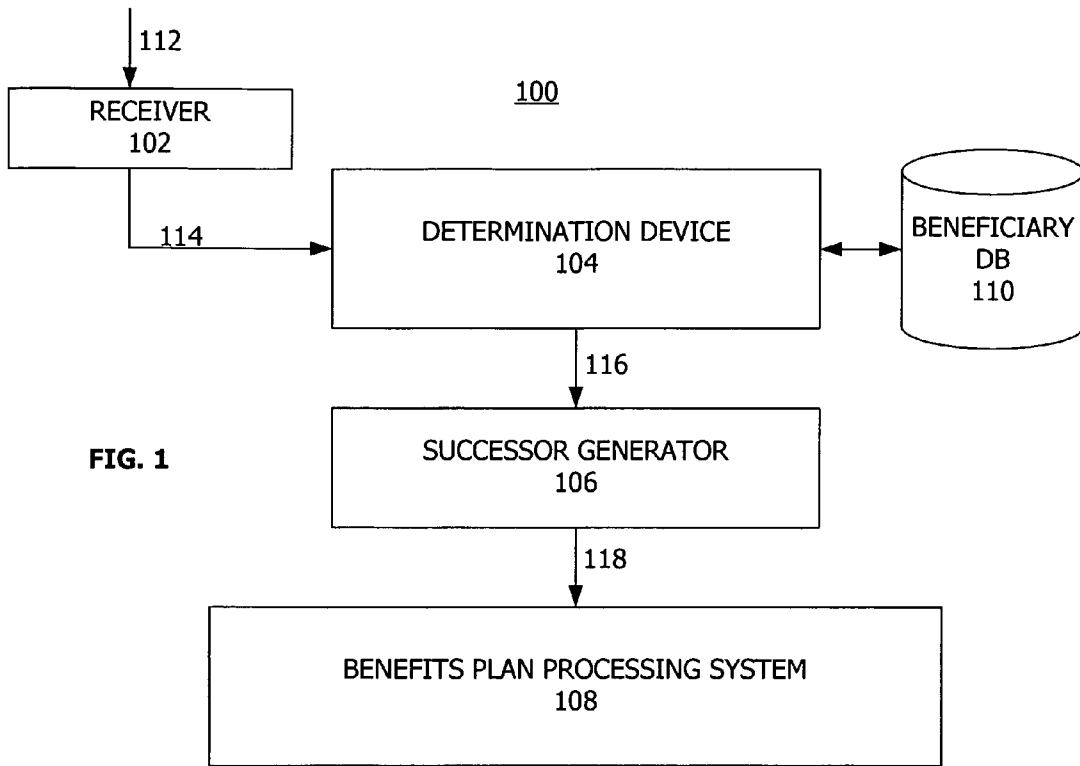 112
RECEIVER
102
100
114
DETERMINATION DEVICE
104
BENEFICIARY
DB
110
116
SUCCESSOR GENERATOR
106
FIG. 1
118
BENEFITS PLAN PROCESSING SYSTEM
108